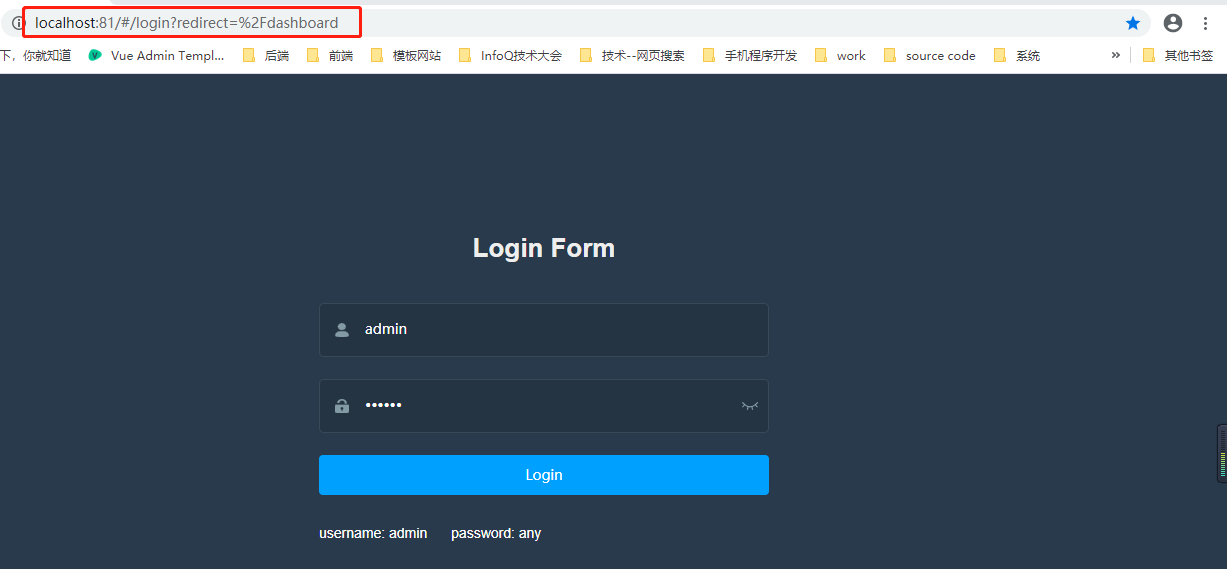 localhost:81/#/login?redirect=%2Fdashboard
下，你就知道 Vue Admin Templ... 后端 前端 模板网站 InfoQ技术大会 技术--网页搜索 手机程序开发 work source code 系统 » 其他书签
Login Form
admin
••••••
Login
username: admin password: any